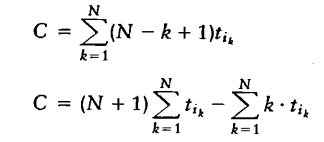 C = \sum_{k=1}^{N} (N - k + 1) t_{i_k}
C = (N + 1) \sum_{k=1}^{N} t_{i_k} - \sum_{k=1}^{N} k \cdot t_{i_k}